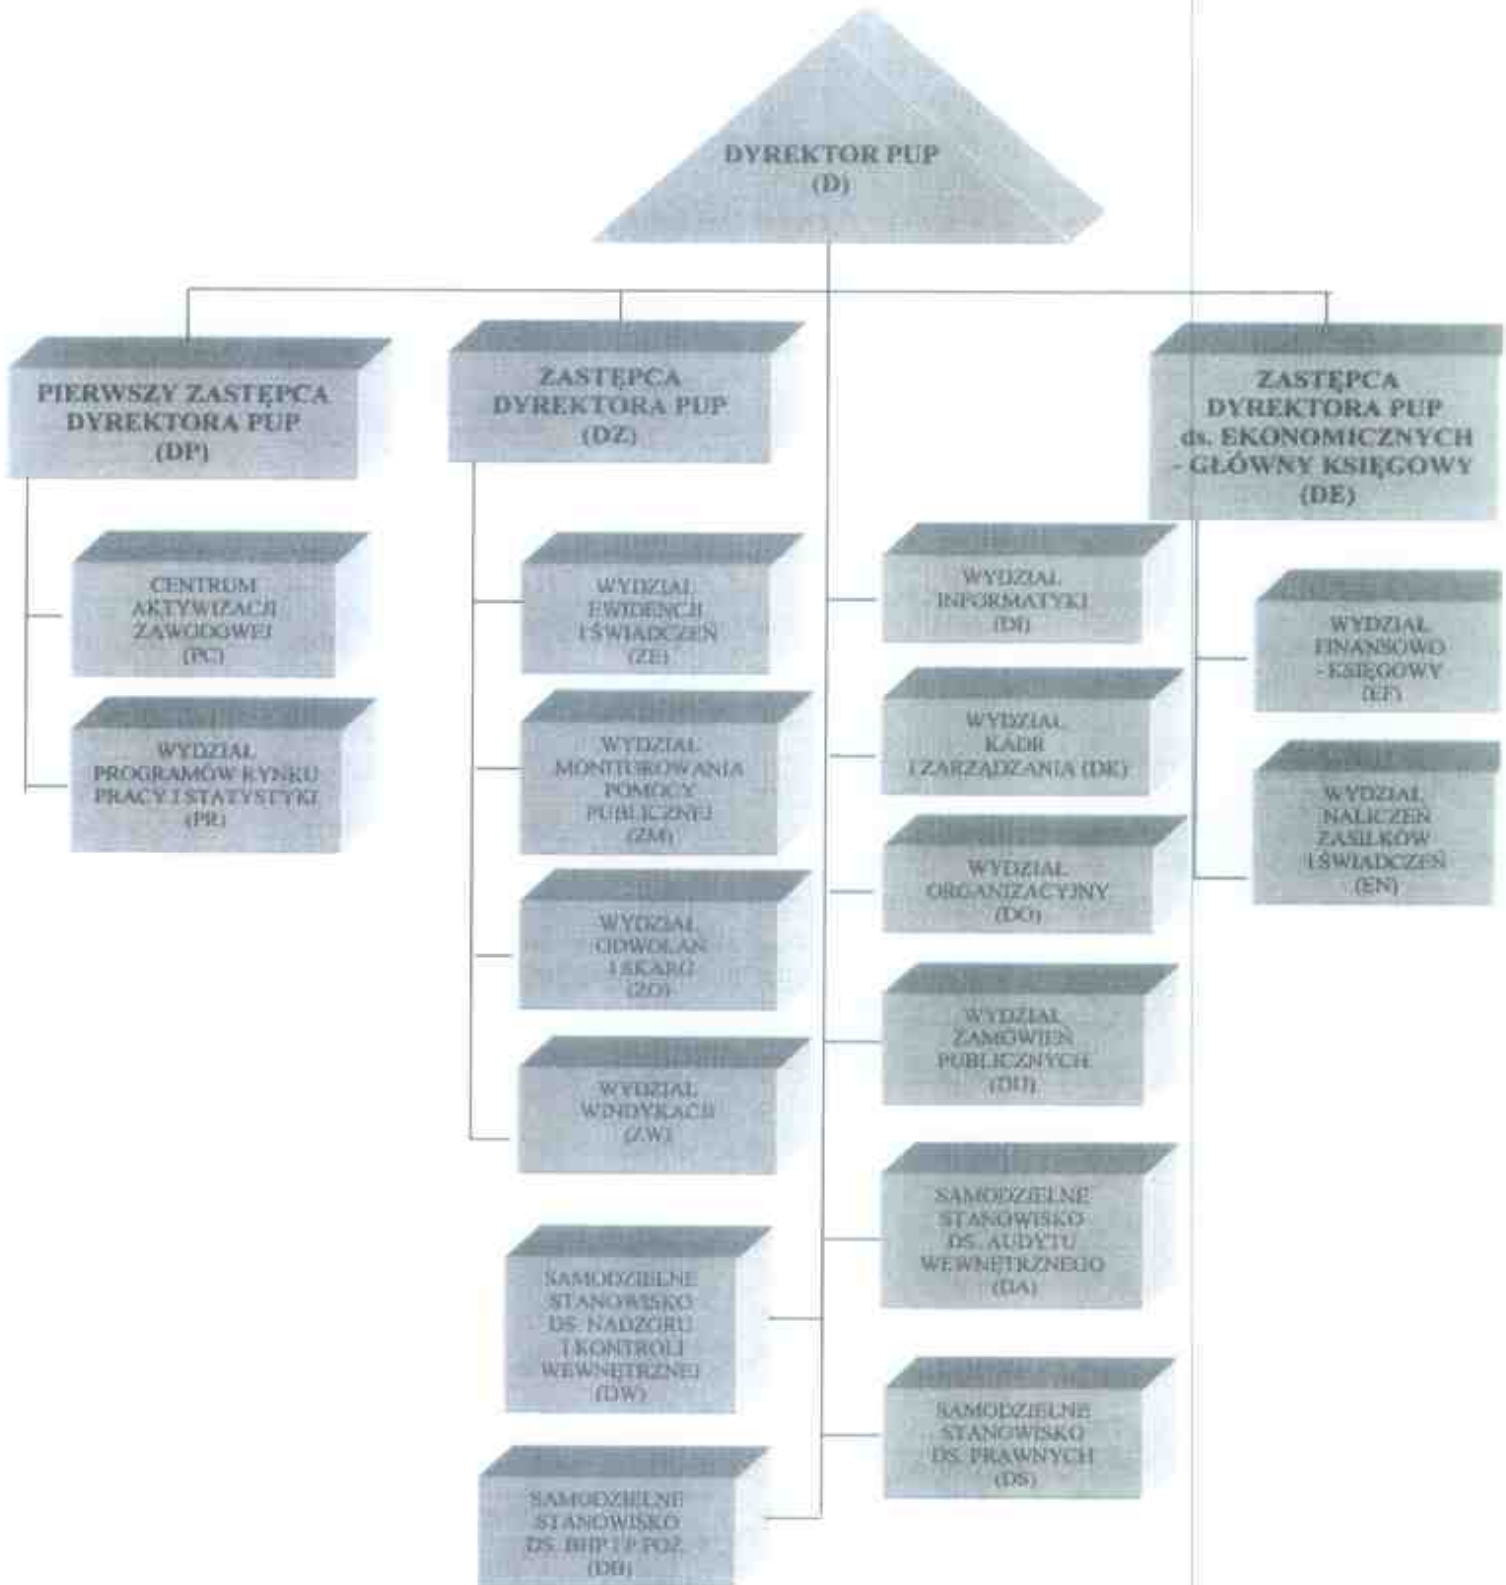 DYREKTOR PUP
(D)
PIERWSZY ZASTĘPCA
DYREKTORA PUP
(DP)
CENTRUM
AKTYWIZACJI
ZAWODOWEJ
(PC)
WYDZIAŁ
PROGRAMÓW RYNKU
PRACY I STATYSTYKI
(PR)
ZASTĘPCA
DYREKTORA PUP
(DZ)
WYDZIAŁ
EWIDENCJI
I ŚWIADCZEŃ
(ZE)
WYDZIAŁ
MONITOROWANIA
POMOCY
PUBLICZNEJ
(ZM)
WYDZIAŁ
ODWOŁAŃ
I SKARG
(ZO)
WYDZIAŁ
WINDYKACJI
(ZW)
SAMODZIELNE
STANOWISKO
DS. NADZORU
I KONTROLI
WEWNĘTRZNEJ
(DW)
SAMODZIELNE
STANOWISKO
DS. BHP I P.POŻ.
(DB)
WYDZIAŁ
INFORMATYKI
(DI)
WYDZIAŁ
KADR
I ZARZĄDZANIA (DK)
WYDZIAŁ
ORGANIZACYJNY
(DO)
WYDZIAŁ
ZAMÓWIEŃ
PUBLICZNYCH
(DU)
SAMODZIELNE
STANOWISKO
DS. AUDYTU
WEWNĘTRZNEGO
(DA)
SAMODZIELNE
STANOWISKO
DS. PRAWNYCH
(DS)
ZASTĘPCA
DYREKTORA PUP
ds. EKONOMICZNYCH
- GŁÓWNY KSIĘGOWY
(DE)
WYDZIAŁ
FINANSOWO
- KSIĘGOWY
(EF)
WYDZIAŁ
NALICZEŃ
ZASIŁKÓW
I ŚWIADCZEŃ
(EN)